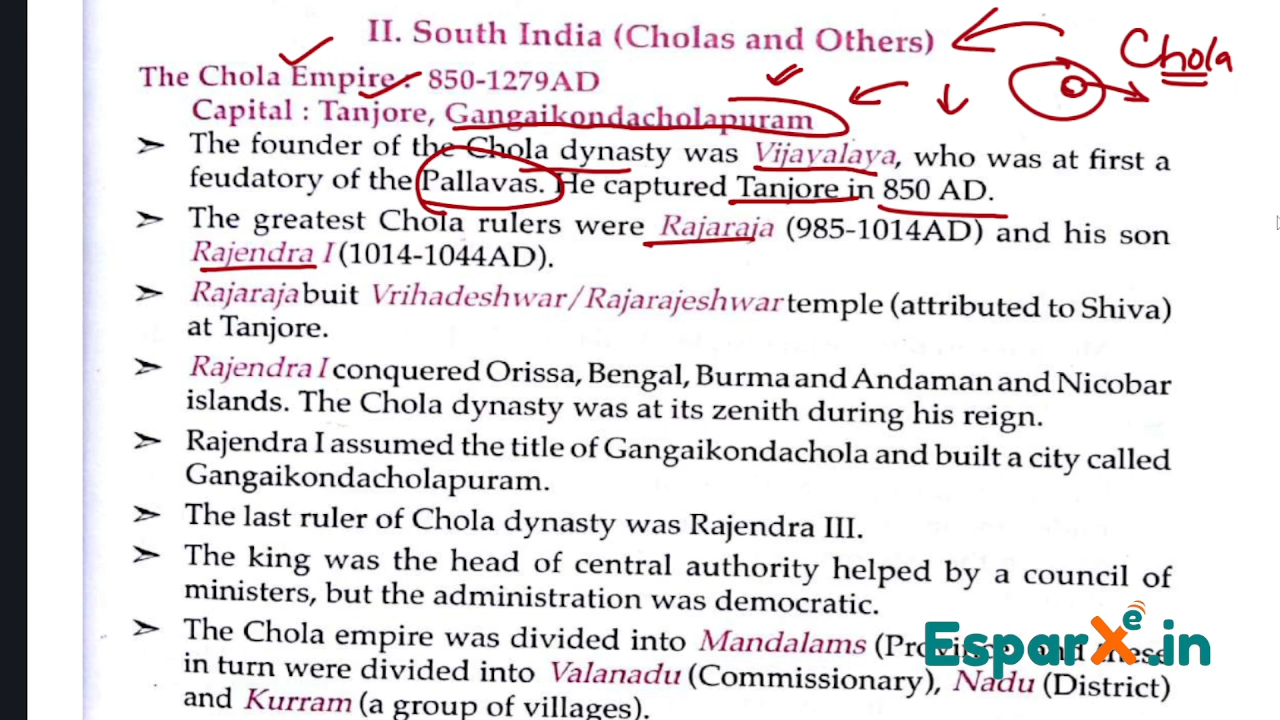 II. South India (Cholas and Others)
Chola
The Chola Empire : 850-1279AD
Capital : Tanjore, Gangaikondacholapuram
➢ The founder of the Chola dynasty was Vijayalaya, who was at first a
feudatory of the Pallavas. He captured Tanjore in 850 AD.
➢ The greatest Chola rulers were Rajaraja (985-1014AD) and his son
Rajendra I (1014-1044AD).
➢ Rajaraja buit Vrihadeshwar/Rajarajeshwar temple (attributed to Shiva)
at Tanjore.
➢ Rajendra I conquered Orissa, Bengal, Burma and Andaman and Nicobar
islands. The Chola dynasty was at its zenith during his reign.
➢ Rajendra I assumed the title of Gangaikondachola and built a city called
Gangaikondacholapuram.
➢ The last ruler of Chola dynasty was Rajendra III.
➢ The king was the head of central authority helped by a council of
ministers, but the administration was democratic.
➢ The Chola empire was divided into Mandalams (Province) and these
in turn were divided into Valanadu (Commissionary), Nadu (District)
and Kurram (a group of villages).
EsparXe.in